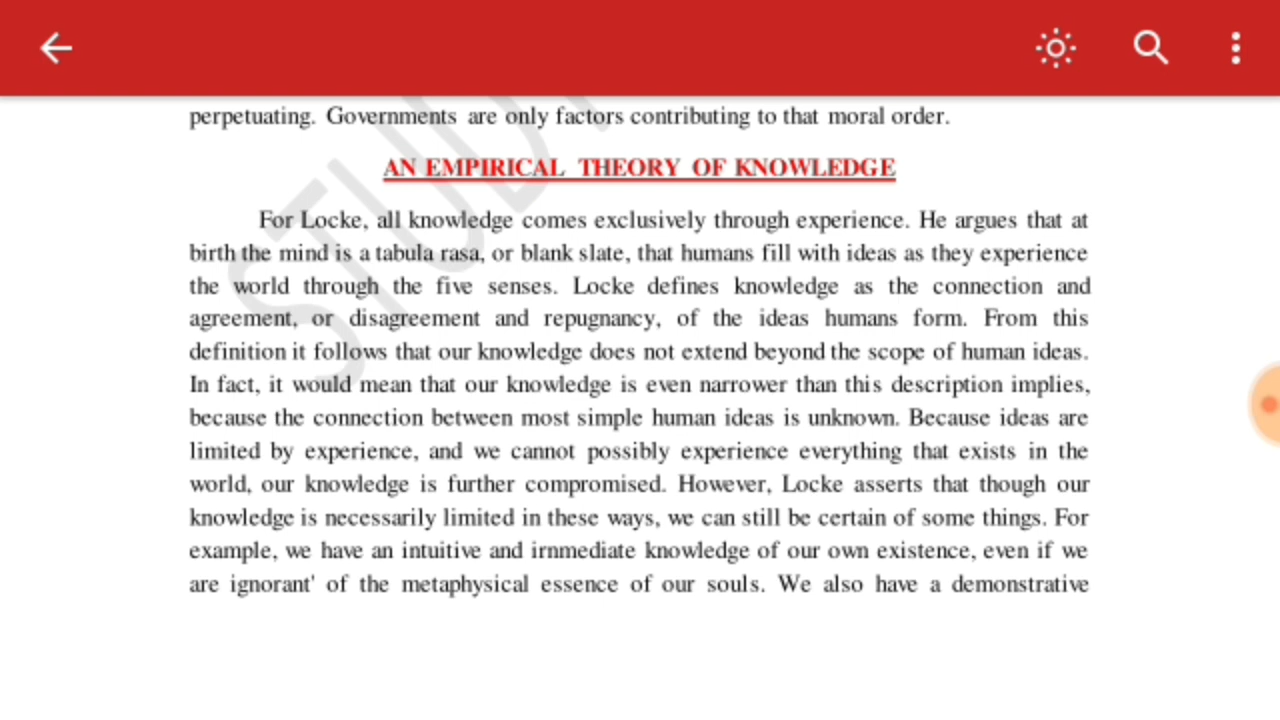 perpetuating. Governments are only factors contributing to that moral order.
AN EMPIRICAL THEORY OF KNOWLEDGE
For Locke, all knowledge comes exclusively through experience. He argues that at
birth the mind is a tabula rasa, or blank slate, that humans fill with ideas as they experience
the world through the five senses. Locke defines knowledge as the connection and
agreement, or disagreement and repugnancy, of the ideas humans form. From this
definition it follows that our knowledge does not extend beyond the scope of human ideas.
In fact, it would mean that our knowledge is even narrower than this description implies,
because the connection between most simple human ideas is unknown. Because ideas are
limited by experience, and we cannot possibly experience everything that exists in the
world, our knowledge is further compromised. However, Locke asserts that though our
knowledge is necessarily limited in these ways, we can still be certain of some things. For
example, we have an intuitive and irnmediate knowledge of our own existence, even if we
are ignorant' of the metaphysical essence of our souls. We also have a demonstrative